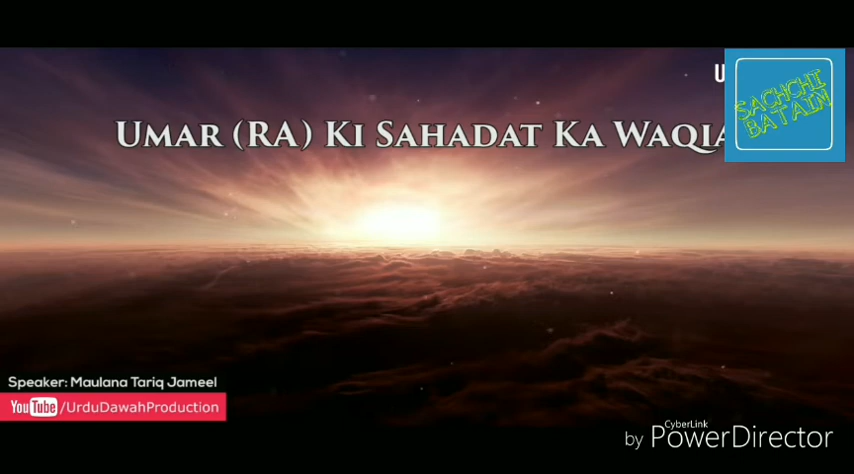 U
SACHCHI
BATAIN
UMAR (RA) KI SAHADAT KA WAQIA
Speaker: Maulana Tariq Jameel
YouTube /UrduDawahProduction
CyberLink
by PowerDirector